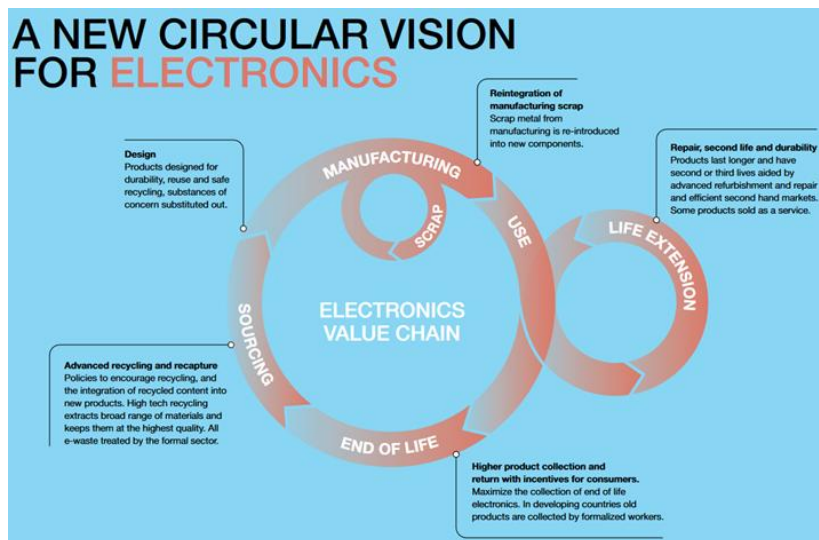 A NEW CIRCULAR VISION
FOR ELECTRONICS
Reintegration of
manufacturing scrap
Scrap metal from
manufacturing is re-introduced
into new components.
Design
Products designed for
durability, reuse and safe
recycling, substances of
concern substituted out.
Repair, second life and durability
Products last longer and have
second or third lives aided by
advanced refurbishment and repair
and efficient second hand markets.
Some products sold as a service.
MANUFACTURING
SCRAP
USE
LIFE EXTENSION
ELECTRONICS
VALUE CHAIN
SOURCING
END OF LIFE
Advanced recycling and recapture
Policies to encourage recycling, and
the integration of recycled content into
new products. High tech recycling
extracts broad range of materials and
keeps them at the highest quality. All
e-waste treated by the formal sector.
Higher product collection and
return with incentives for consumers.
Maximize the collection of end of life
electronics. In developing countries old
products are collected by formalized workers.